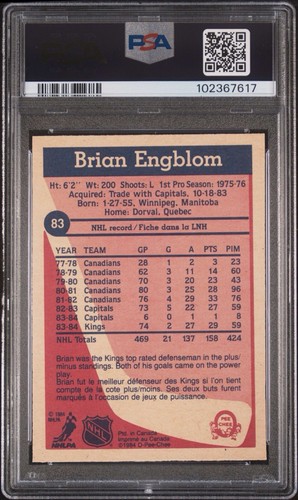 PSA
102367617
Brian Engblom
Ht: 6'2" Wt: 200 Shoots: L 1st Pro Season: 1975-76
Acquired: Trade with Capitals, 10-18-83
Born: 1-27-55, Winnipeg, Manitoba
Home: Dorval, Quebec
83
NHL record/Fiche dans la LNH
YEAR TEAM GP G A PTS PIM
77-78 Canadians 28 1 2 3 23
78-79 Canadians 62 3 11 14 60
79-80 Canadians 70 3 20 23 43
80-81 Canadians 80 3 25 28 96
81-82 Canadians 76 4 29 33 76
82-83 Capitals 73 5 22 27 59
83-84 Capitals 6 0 1 1 8
83-84 Kings 74 2 27 29 59
NHL Totals 469 21 137 158 424
Brian was the Kings top rated defenseman in the plus/
minus standings. Both of his goals came on the power
play.
Brian fut le meilleur défenseur des Kings si l'on tient
compte de la cote plus/moins. Ses deux buts furent
marqués à l'occasion de jeux de puissance.
© 1984
NHLPA
NHL
Ptd. in Canada
Imprimé au Canada
©1984 O-Pee-Chee
O
PEE
CHEE